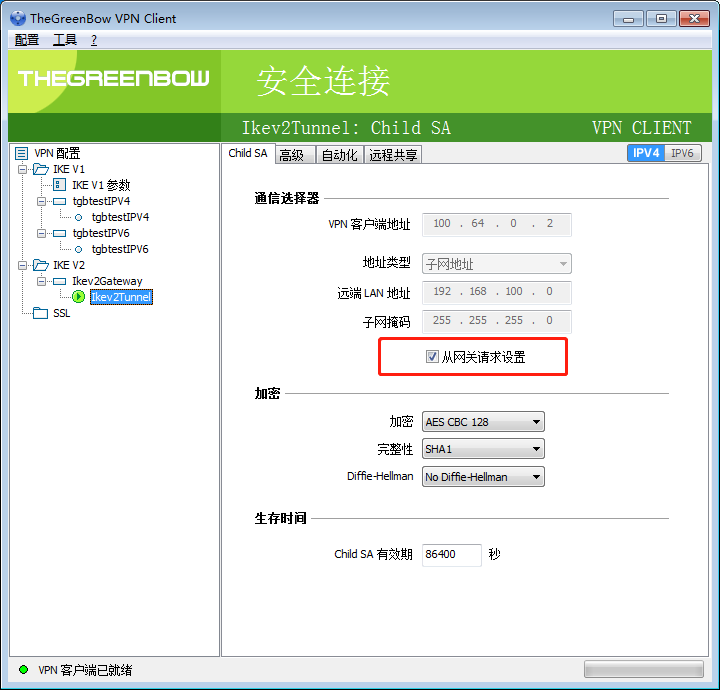 TheGreenBow VPN Client
配置 工具 ?
THEGREENBOW 安全连接
Ikev2Tunnel: Child SA VPN CLIENT
VPN 配置
IKE V1
IKE V1 参数
tgbtestIPV4
tgbtestIPV4
tgbtestIPV6
tgbtestIPV6
IKE V2
Ikev2Gateway
Ikev2Tunnel
SSL
Child SA 高级 自动化 远程共享 IPV4 IPV6
通信选择器
VPN 客户端地址 100 . 64 . 0 . 2
地址类型 子网地址
远端 LAN 地址 192 . 168 . 100 . 0
子网掩码 255 . 255 . 255 . 0
从网关请求设置
加密
加密 AES CBC 128
完整性 SHA1
Diffie-Hellman No Diffie-Hellman
生存时间
Child SA 有效期 86400 秒
VPN 客户端已就绪